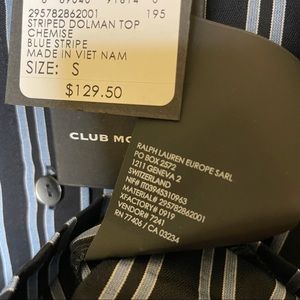 295782862001 195
STRIPED DOLMAN TOP
CHEMISE
BLUE STRIPE
MADE IN VIET NAM
SIZE: S
$129.50
CLUB MO
RALPH LAUREN EUROPE SARL
PO BOX 2572
1211 GENEVA 2
SWITZERLAND
NIF# IT03945310963
MATERIAL# 295782862001
XFACTORY# 0919
VENDOR# 7241
RN 77406 / CA 03234